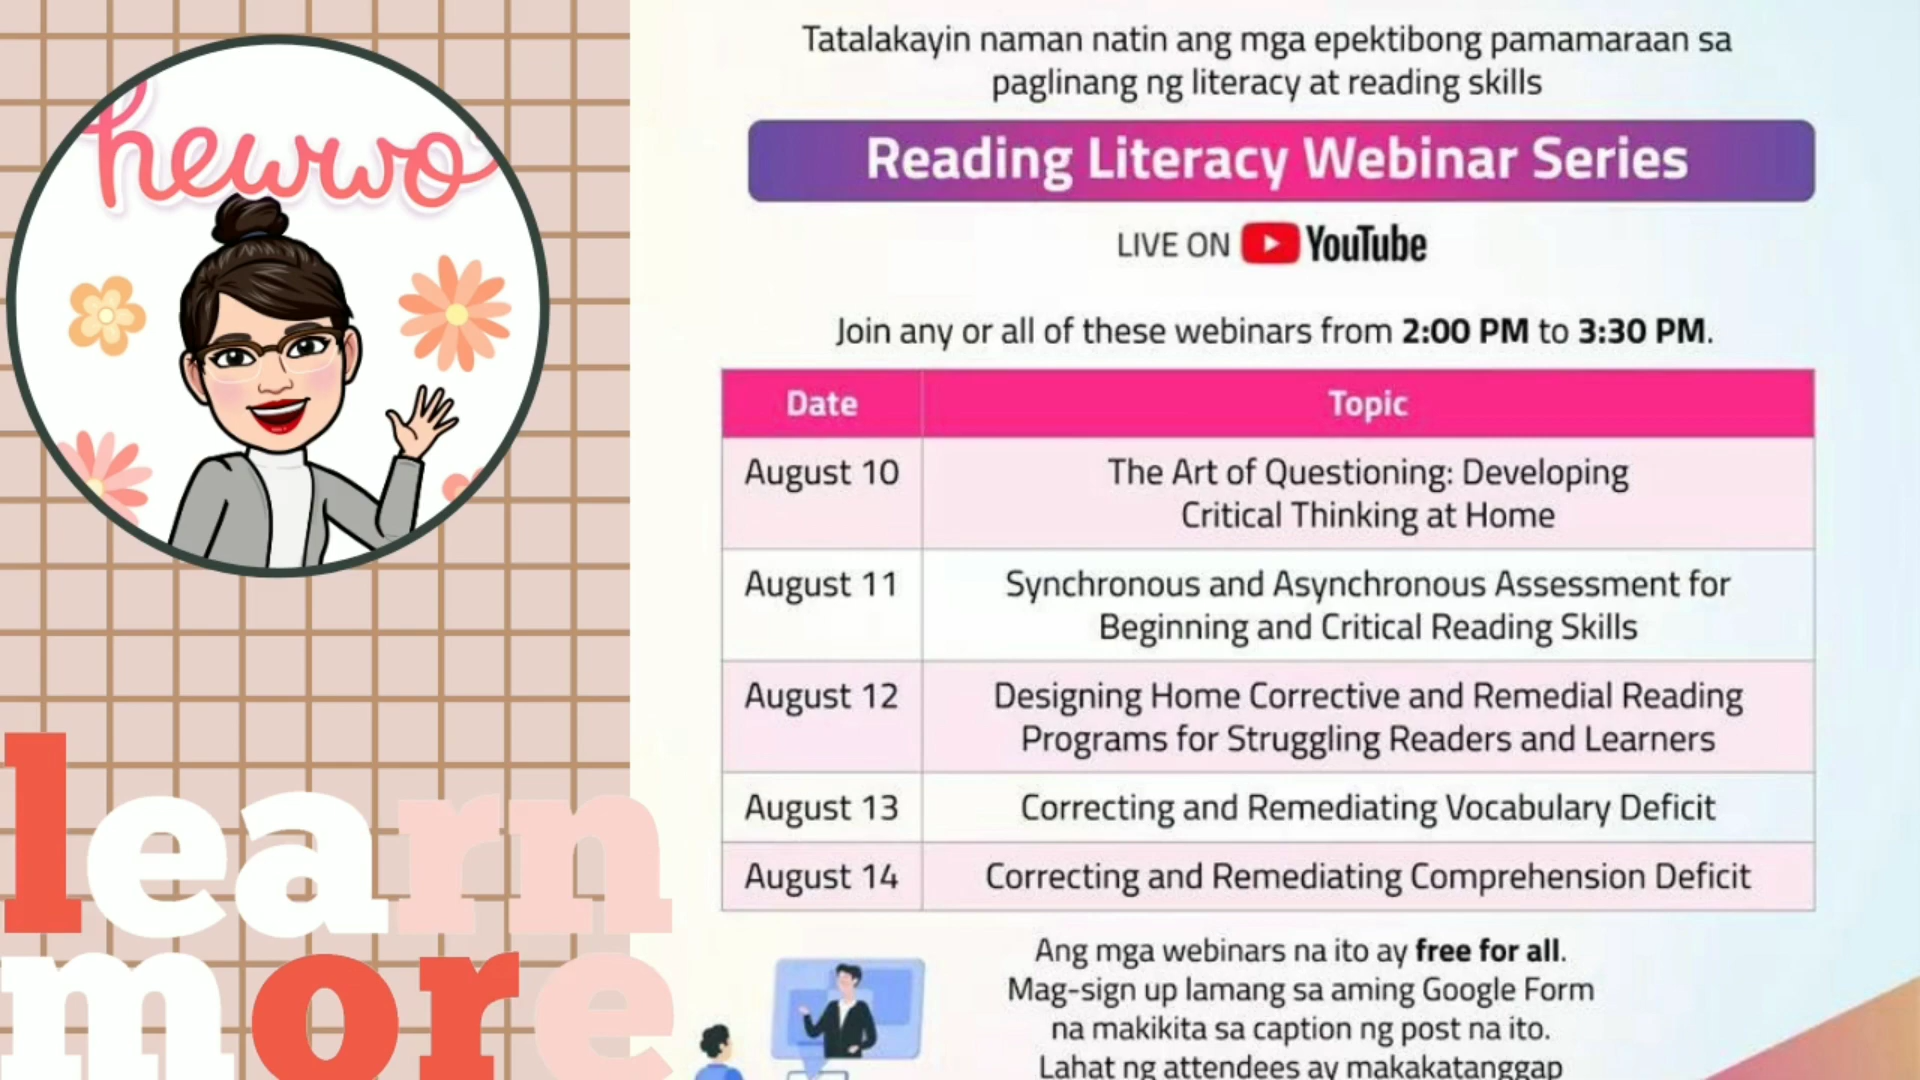 hewwo
learn
more
Tatalakayin naman natin ang mga epektibong pamamaraan sa
paglinang ng literacy at reading skills
Reading Literacy Webinar Series
LIVE ON YouTube
Join any or all of these webinars from 2:00 PM to 3:30 PM.
Date Topic
August 10 The Art of Questioning: Developing
Critical Thinking at Home
August 11 Synchronous and Asynchronous Assessment for
Beginning and Critical Reading Skills
August 12 Designing Home Corrective and Remedial Reading
Programs for Struggling Readers and Learners
August 13 Correcting and Remediating Vocabulary Deficit
August 14 Correcting and Remediating Comprehension Deficit
Ang mga webinars na ito ay free for all.
Mag-sign up lamang sa aming Google Form
na makikita sa caption ng post na ito.
Lahat ng attendees ay makakatanggap